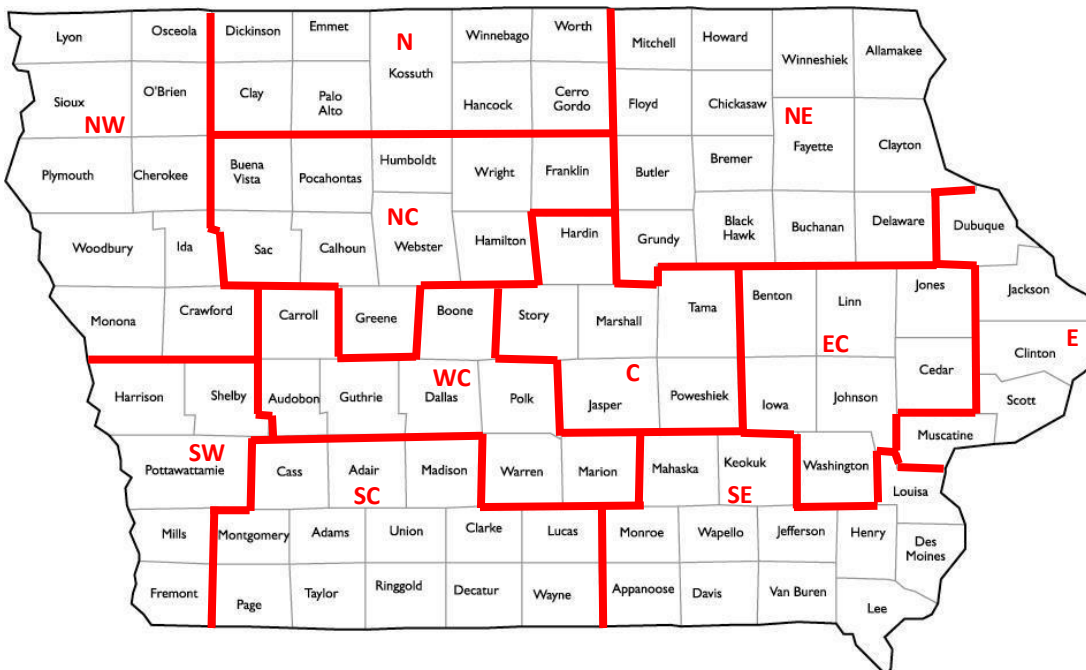 Lyon
Osceola
Dickinson
Emmet
N
Winnebago
Worth
Mitchell
Howard
Winneshiek
Allamakee
Kossuth
Sioux
NW
O'Brien
Clay
Palo
Alto
Hancock
Cerro
Gordo
Floyd
Chickasaw
NE
Fayette
Clayton
Plymouth
Cherokee
Buena
Vista
Pocahontas
Humboldt
Wright
Franklin
Butler
Bremer
Woodbury
Ida
Sac
Calhoun
NC
Webster
Hamilton
Hardin
Grundy
Black
Hawk
Buchanan
Delaware
Dubuque
Monona
Crawford
Carroll
Greene
Boone
Story
Marshall
Tama
Benton
Linn
Jones
Jackson
EC
E
Clinton
Harrison
Shelby
Audobon
Guthrie
WC
Dallas
Polk
C
Jasper
Poweshiek
Iowa
Johnson
Cedar
Scott
Muscatine
SW
Pottawattamie
Cass
Adair
SC
Madison
Warren
Marion
Mahaska
Keokuk
SE
Washington
Louisa
Mills
Montgomery
Adams
Union
Clarke
Lucas
Monroe
Wapello
Jefferson
Henry
Des
Moines
Fremont
Page
Taylor
Ringgold
Decatur
Wayne
Appanoose
Davis
Van Buren
Lee